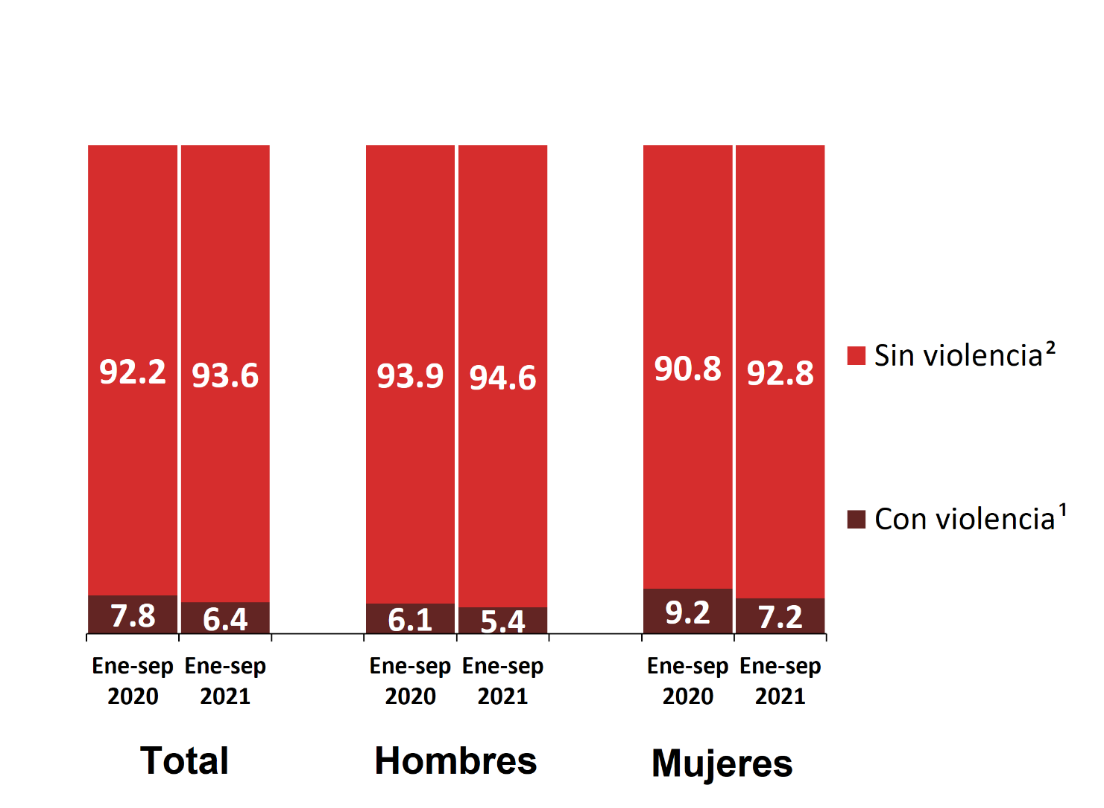 92.2
93.6
93.9
94.6
90.8
92.8
Sin violencia²
Con violencia¹
7.8
6.4
6.1
5.4
9.2
7.2
Ene-sep
2020
Ene-sep
2021
Ene-sep
2020
Ene-sep
2021
Ene-sep
2020
Ene-sep
2021
Total
Hombres
Mujeres